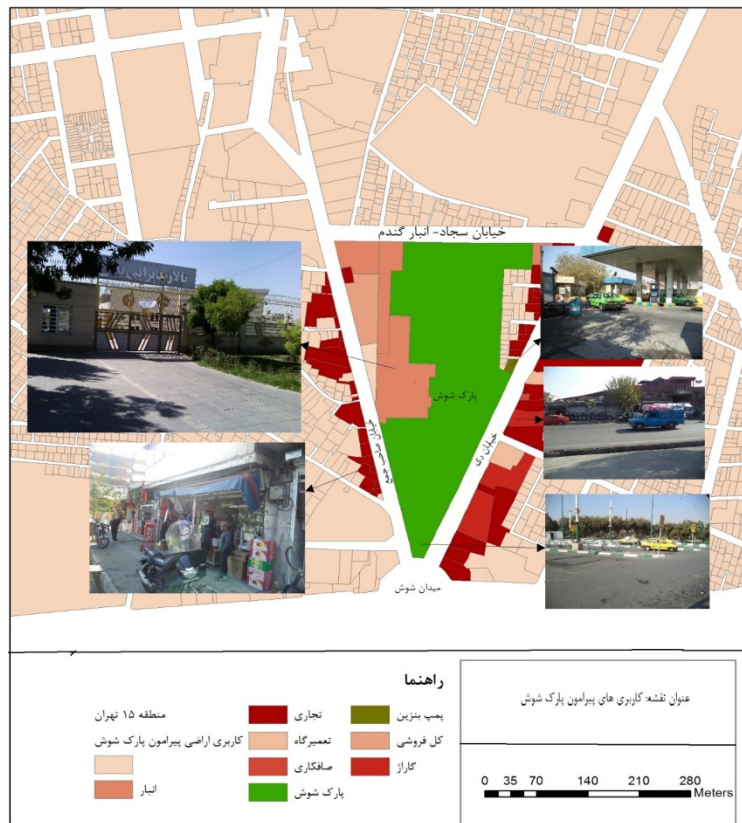 خیابان سجاد- انبار گندم
تالار پذیرایی
پارک شوش
خیابان صاحب جمع
خیابان ری
میدان شوش
راهنما
منطقه ۱۵ تهران
کاربری اراضی پیرامون پارک شوش
انبار
تجاری
تعمیرگاه
صافکاری
پارک شوش
پمپ بنزین
کل فروشی
گاراژ
عنوان نقشه: کاربری های پیرامون پارک شوش
0 35 70 140 210 280
Meters